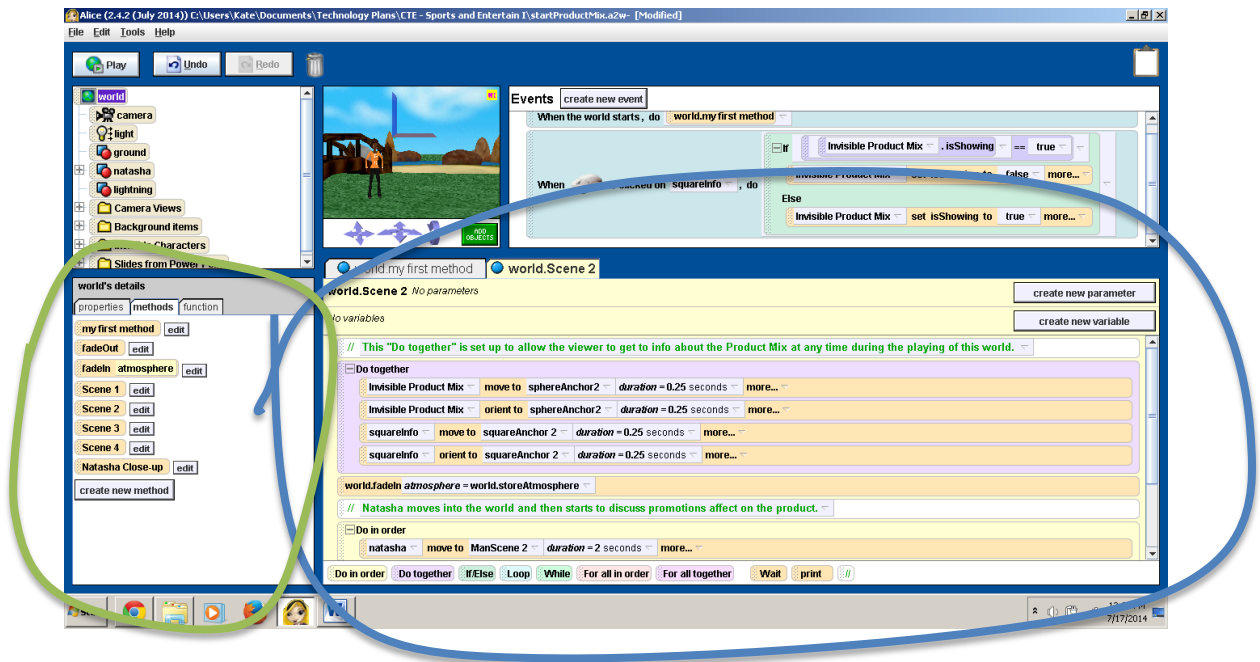 Alice (2.4.2 (July 2014)) C:\Users\Kate\Documents\Technology Plans\CTE - Sports and Entertain I\startProductMix.a2w- [Modified]
File Edit Tools Help
Play Undo Redo
world
camera
light
ground
natasha
lightning
Camera Views
Background items
Characters
Slides from Power
ADD OBJECTS
Events create new event
When the world starts, do world.my first method
If Invisible Product Mix .isShowing == true
When clicked on squareInfo , do
Invisible Product Mix false more...
Else
Invisible Product Mix set isShowing to true more...
world's details
properties methods function
my first method edit
fadeOut edit
fadeIn atmosphere edit
Scene 1 edit
Scene 2 edit
Scene 3 edit
Scene 4 edit
Natasha Close-up edit
create new method
world.my first method world.Scene 2
world.Scene 2 No parameters create new parameter
No variables create new variable
// This "Do together" is set up to allow the viewer to get to info about the Product Mix at any time during the playing of this world.
Do together
Invisible Product Mix move to sphereAnchor2 duration = 0.25 seconds more...
Invisible Product Mix orient to sphereAnchor2 duration = 0.25 seconds more...
squareInfo move to squareAnchor 2 duration = 0.25 seconds more...
squareInfo orient to squareAnchor 2 duration = 0.25 seconds more...
world.fadeIn atmosphere = world.storeAtmosphere
// Natasha moves into the world and then starts to discuss promotions affect on the product.
Do in order
natasha move to ManScene 2 duration = 2 seconds more...
Do in order Do together If/Else Loop While For all in order For all together Wait print //
7/17/2014